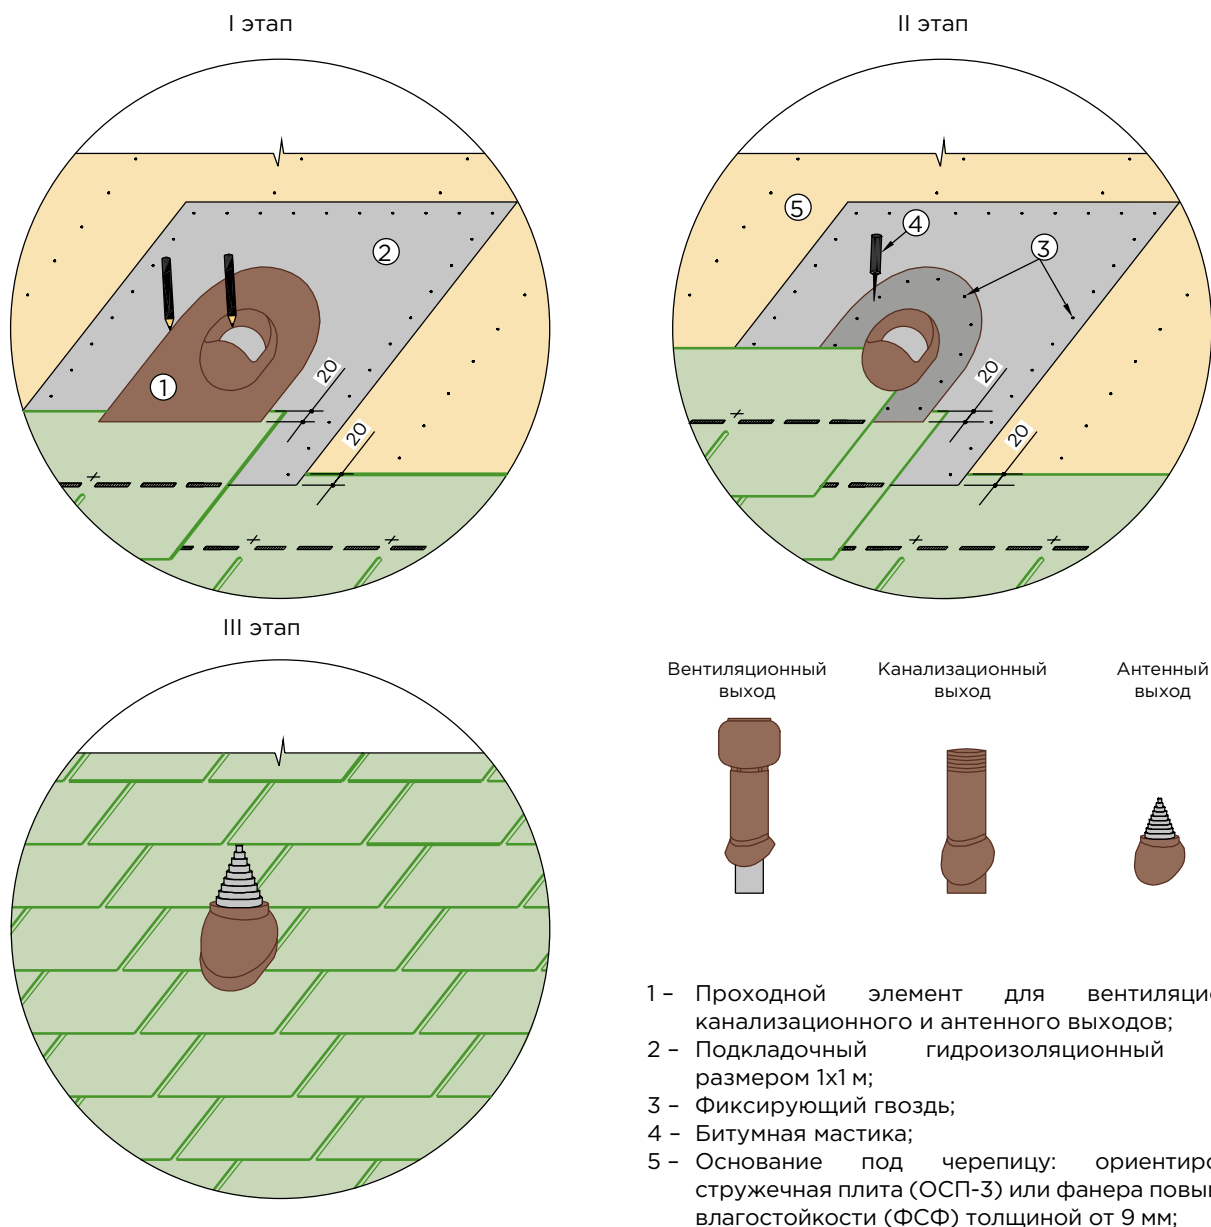 I этап
II этап
2
1
20
20
5
4
3
20
20
III этап
Вентиляционный выход
Канализационный выход
Антенный выход
1 – Проходной элемент для вентиляцио
канализационного и антенного выходов;
2 – Подкладочный гидроизоляционный
размером 1х1 м;
3 – Фиксирующий гвоздь;
4 – Битумная мастика;
5 – Основание под черепицу: ориентиро
стружечная плита (ОСП-3) или фанера повы
влагостойкости (ФСФ) толщиной от 9 мм;